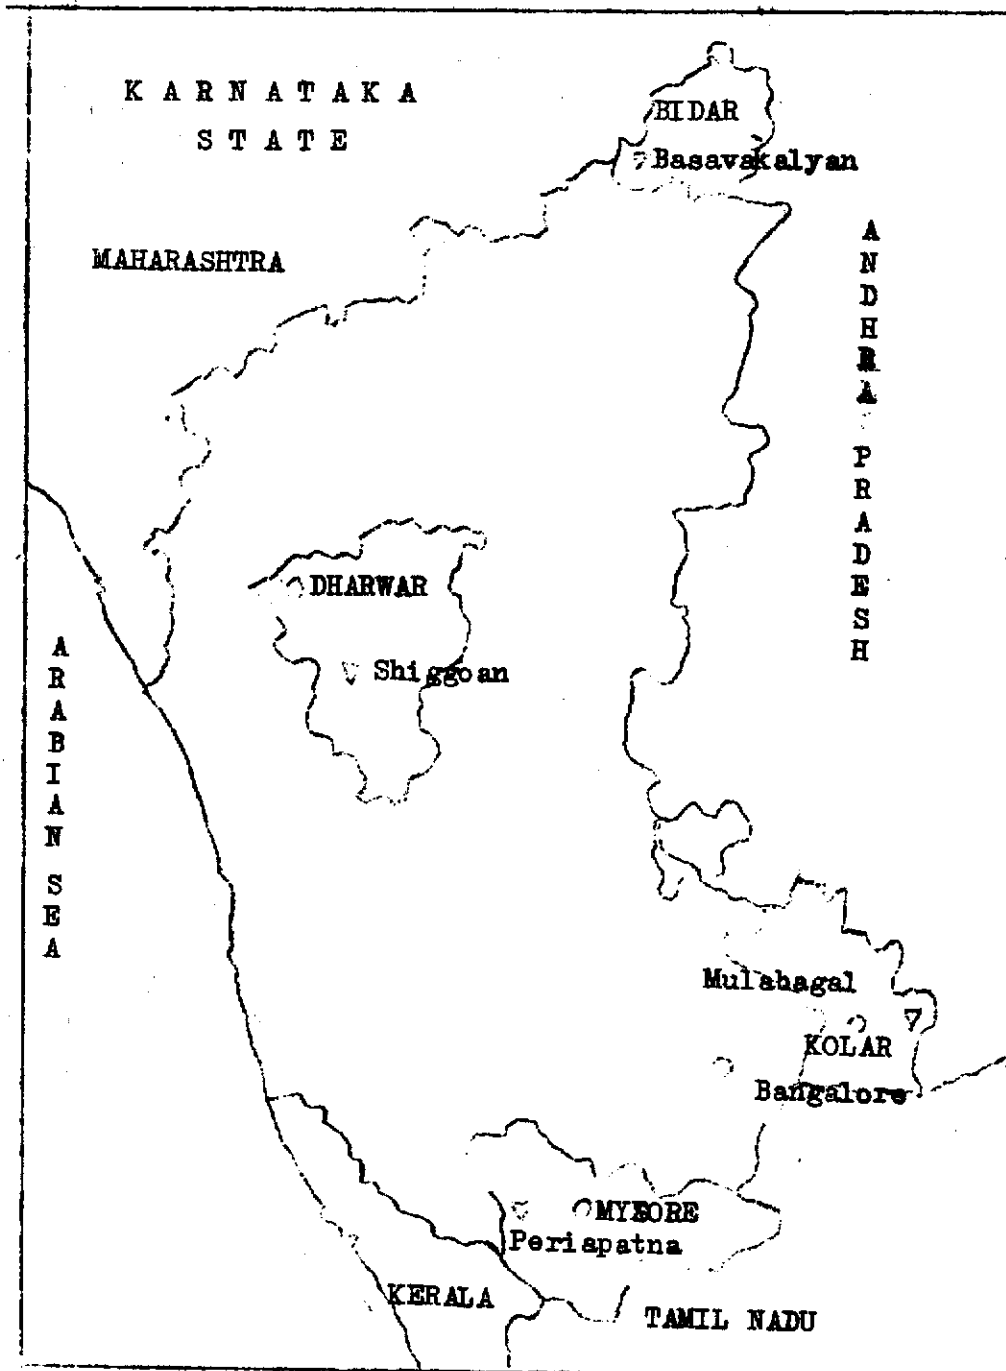 KARNATAKA
STATE
BIDAR
Basavakalyan
MAHARASHTRA
ANDHRA PRADESH
DHARWAR
Shiggoan
ARABIAN SEA
Mulabagal
KOLAR
Bangalore
MYSORE
Periapatna
KERALA
TAMIL NADU